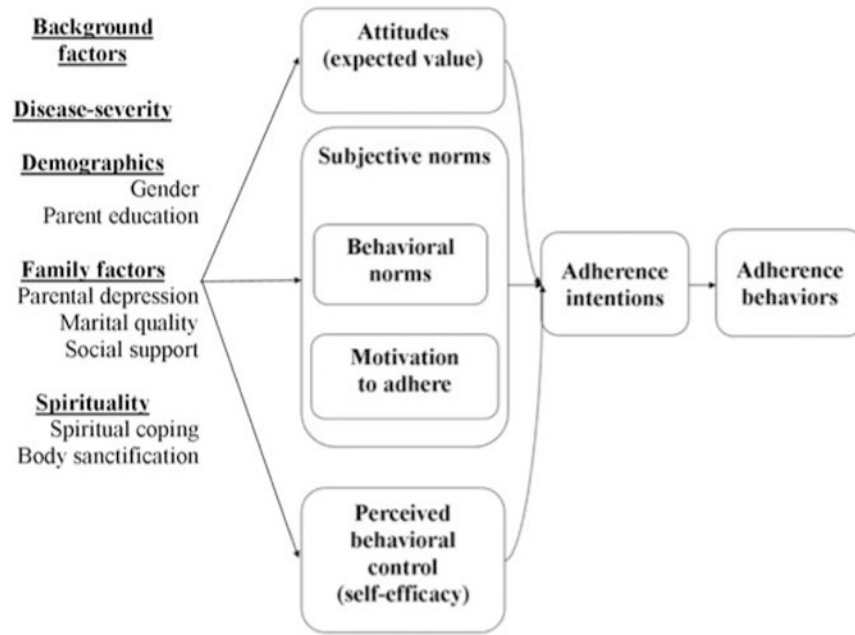 Background
factors
Disease-severity
Demographics
Gender
Parent education
Family factors
Parental depression
Marital quality
Social support
Spirituality
Spiritual coping
Body sanctification
Attitudes
(expected value)
Subjective norms
Behavioral
norms
Motivation
to adhere
Perceived
behavioral
control
(self-efficacy)
Adherence
intentions
Adherence
behaviors